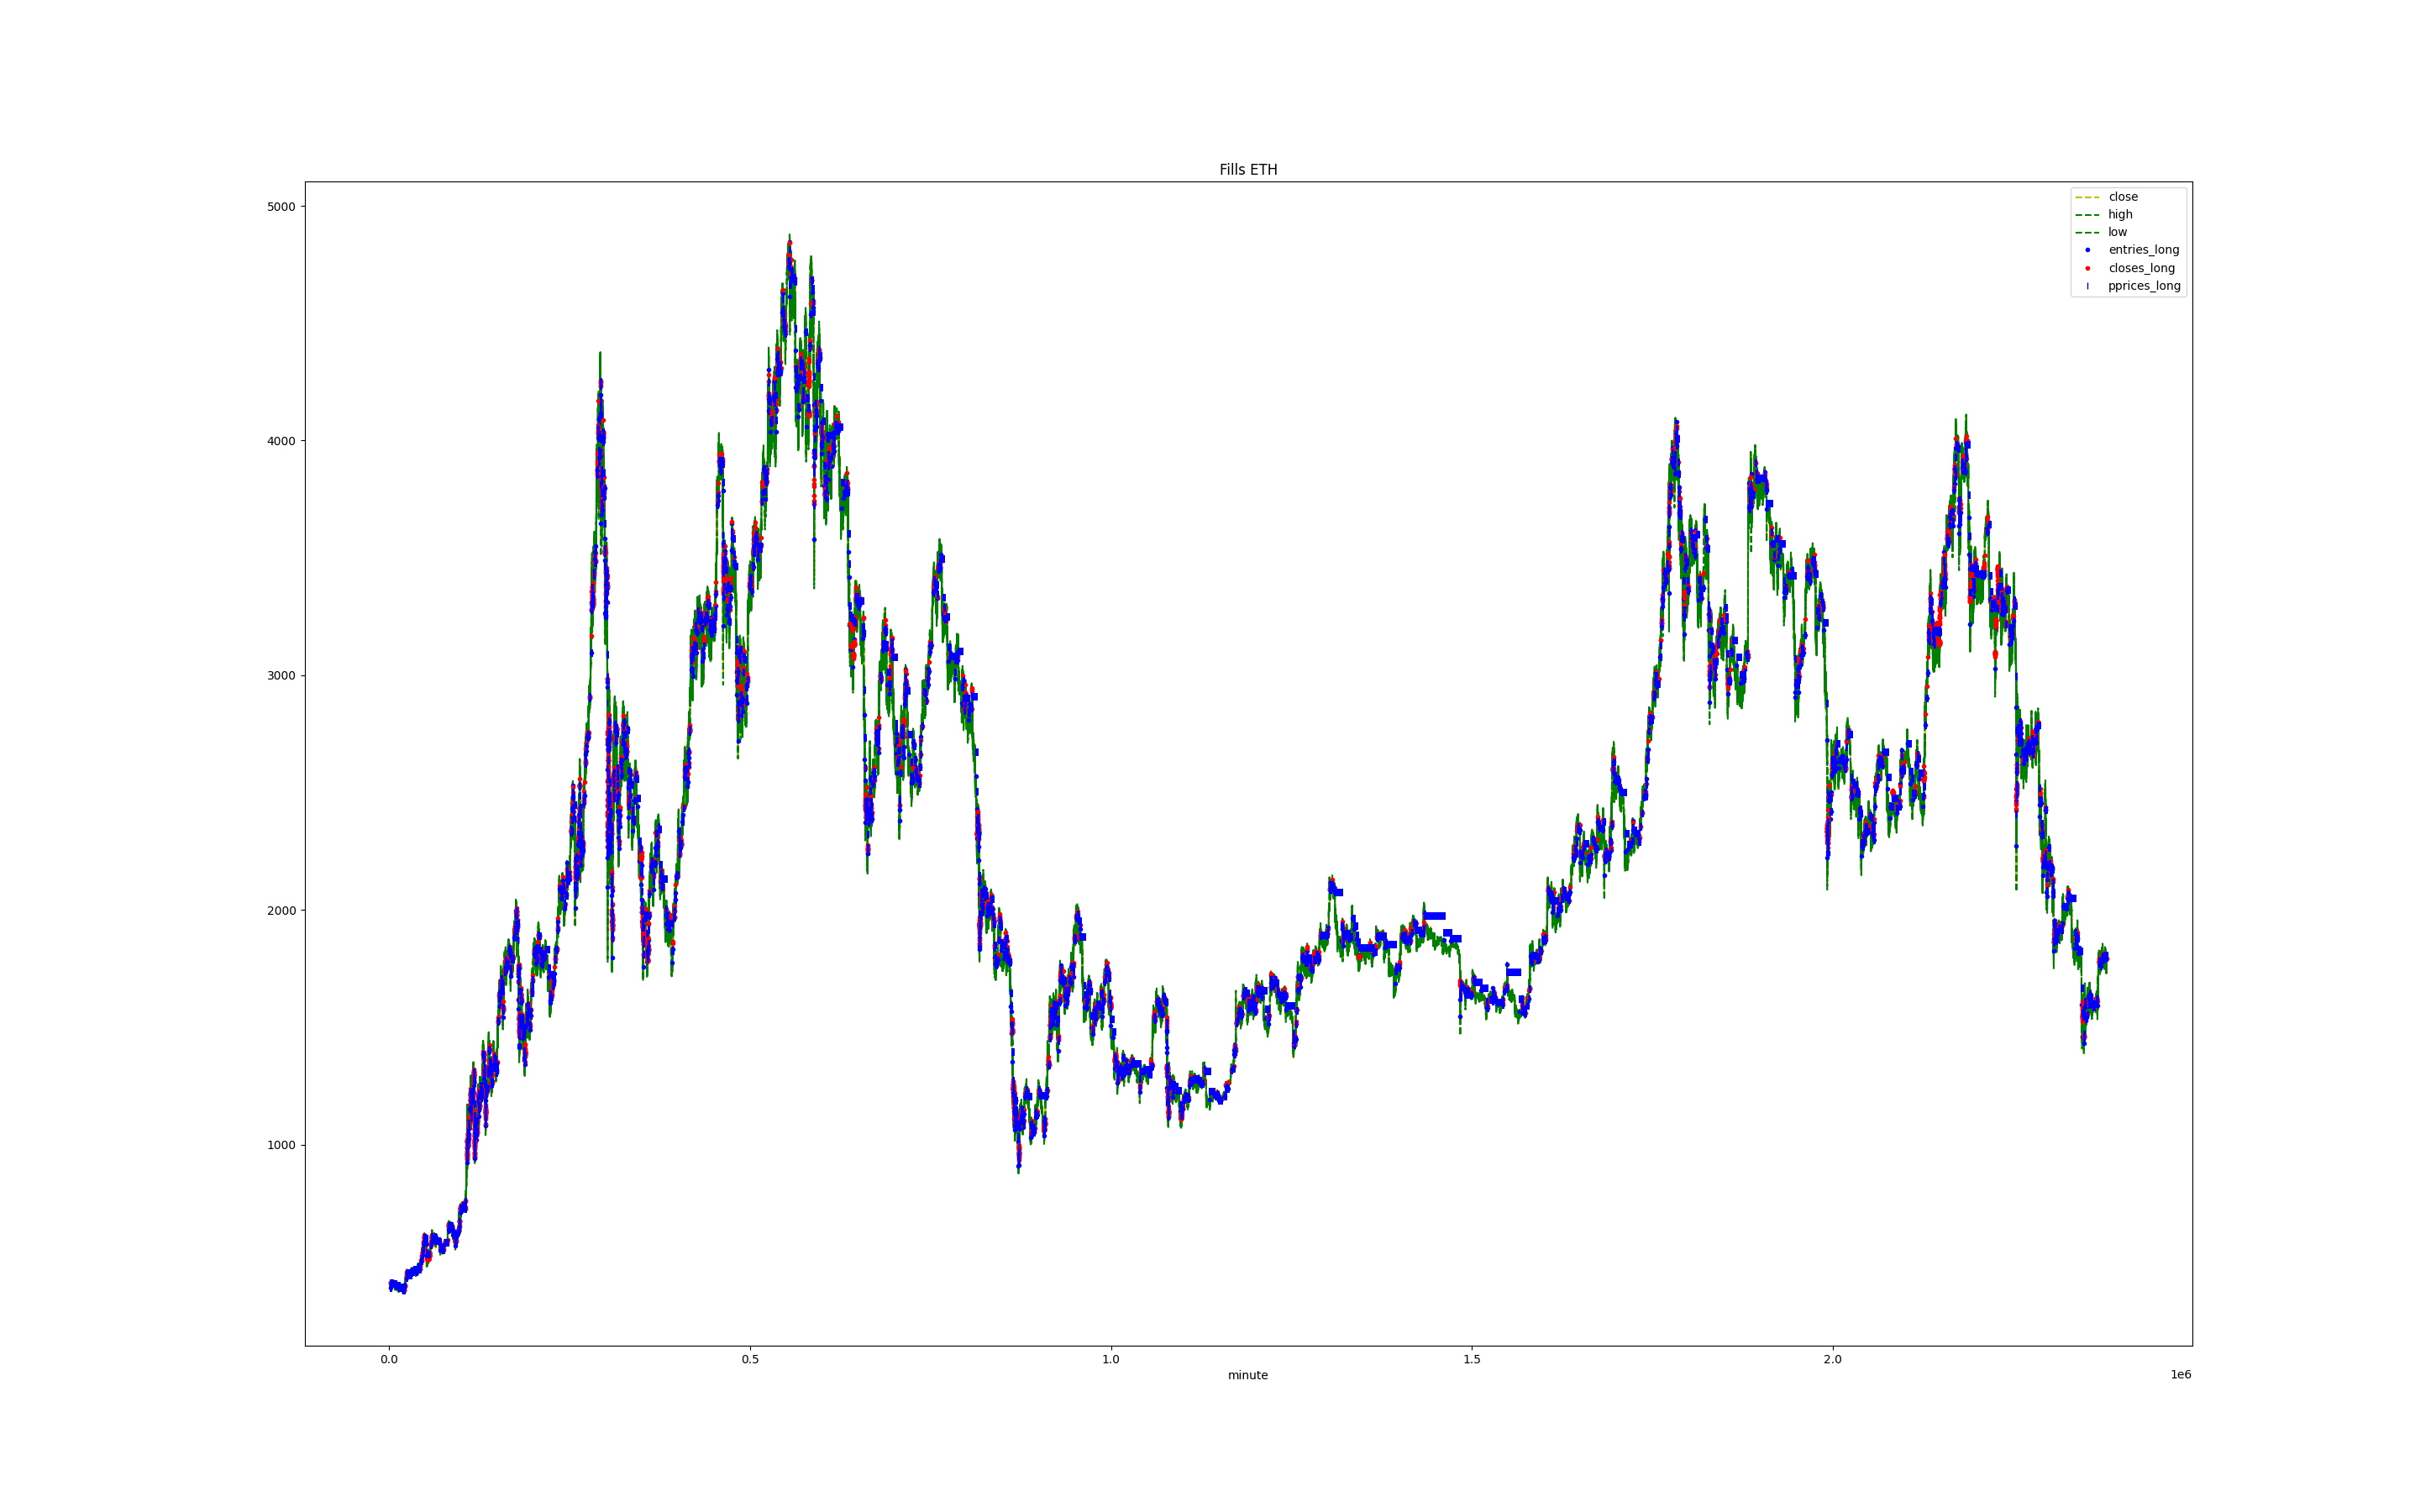 Fills ETH
close
high
low
entries_long
closes_long
pprices_long
5000
4000
3000
2000
1000
0.0 0.5 1.0 1.5 2.0
minute
1e6